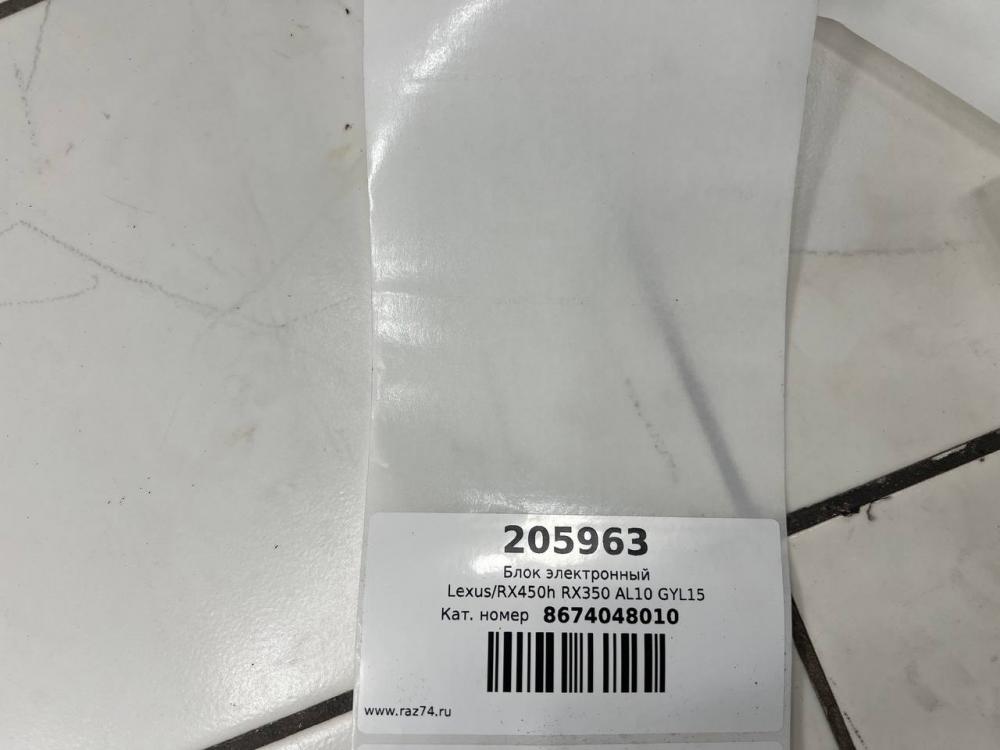 205963
Блок электронный
Lexus/RX450h RX350 AL10 GYL15
Кат. номер 8674048010
www.raz74.ru